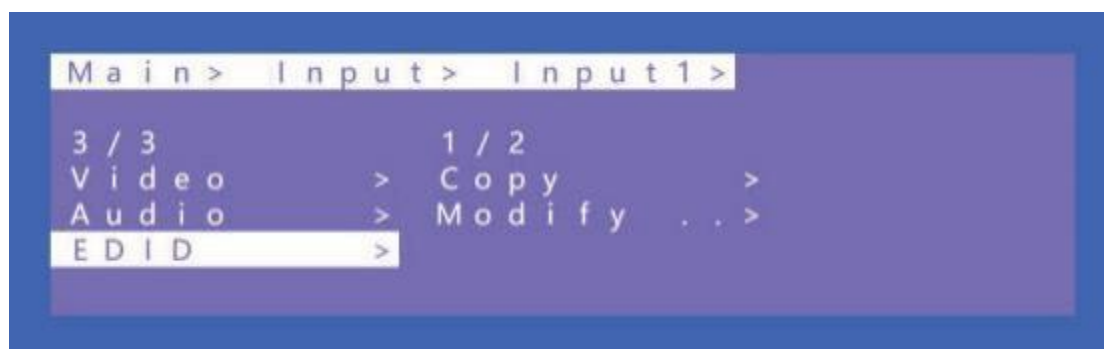 Main> Input> Input1>
3/3 1/2
Video > Copy >
Audio > Modify ..>
EDID >